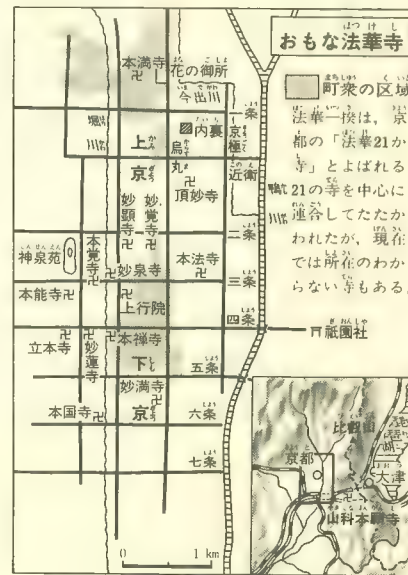 おもな法華寺
町衆の区域
法華一揆は，京
都の「法華21か
寺」とよばれる
21の寺を中心に
連合してたたか
われたが，現在
では所在のわか
らない寺もある。
本満寺
花の御所
今出川
一条
内裏
京極
烏丸
近衛
堀川
上京
頂妙寺
妙顕寺
妙覚寺
鴨川
二条
本覚寺
神泉苑
妙泉寺
本法寺
三条
本能寺
上行院
四条
祇園社
立本寺
妙蓮寺
本禅寺
下京
五条
妙満寺
本国寺
六条
七条
0 1 km
比叡山
京都
大津
山科本願寺